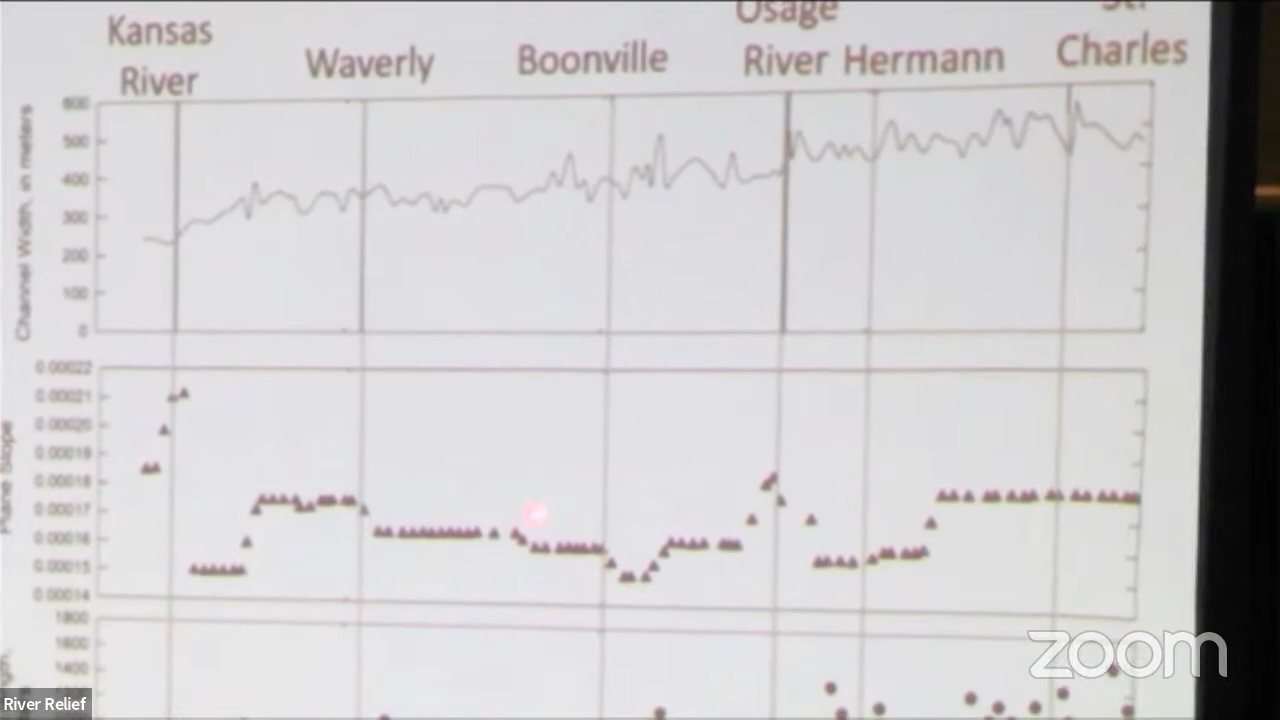 Osage
St.
Kansas
River
Waverly
Boonville
River Hermann
Charles
600
500
400
300
200
100
0
Channel Width, in meters
0.00022
0.00021
0.00020
0.00019
0.00018
0.00017
0.00016
0.00015
0.00014
Plane Slope
1800
1600
1400
zoom
River Relief